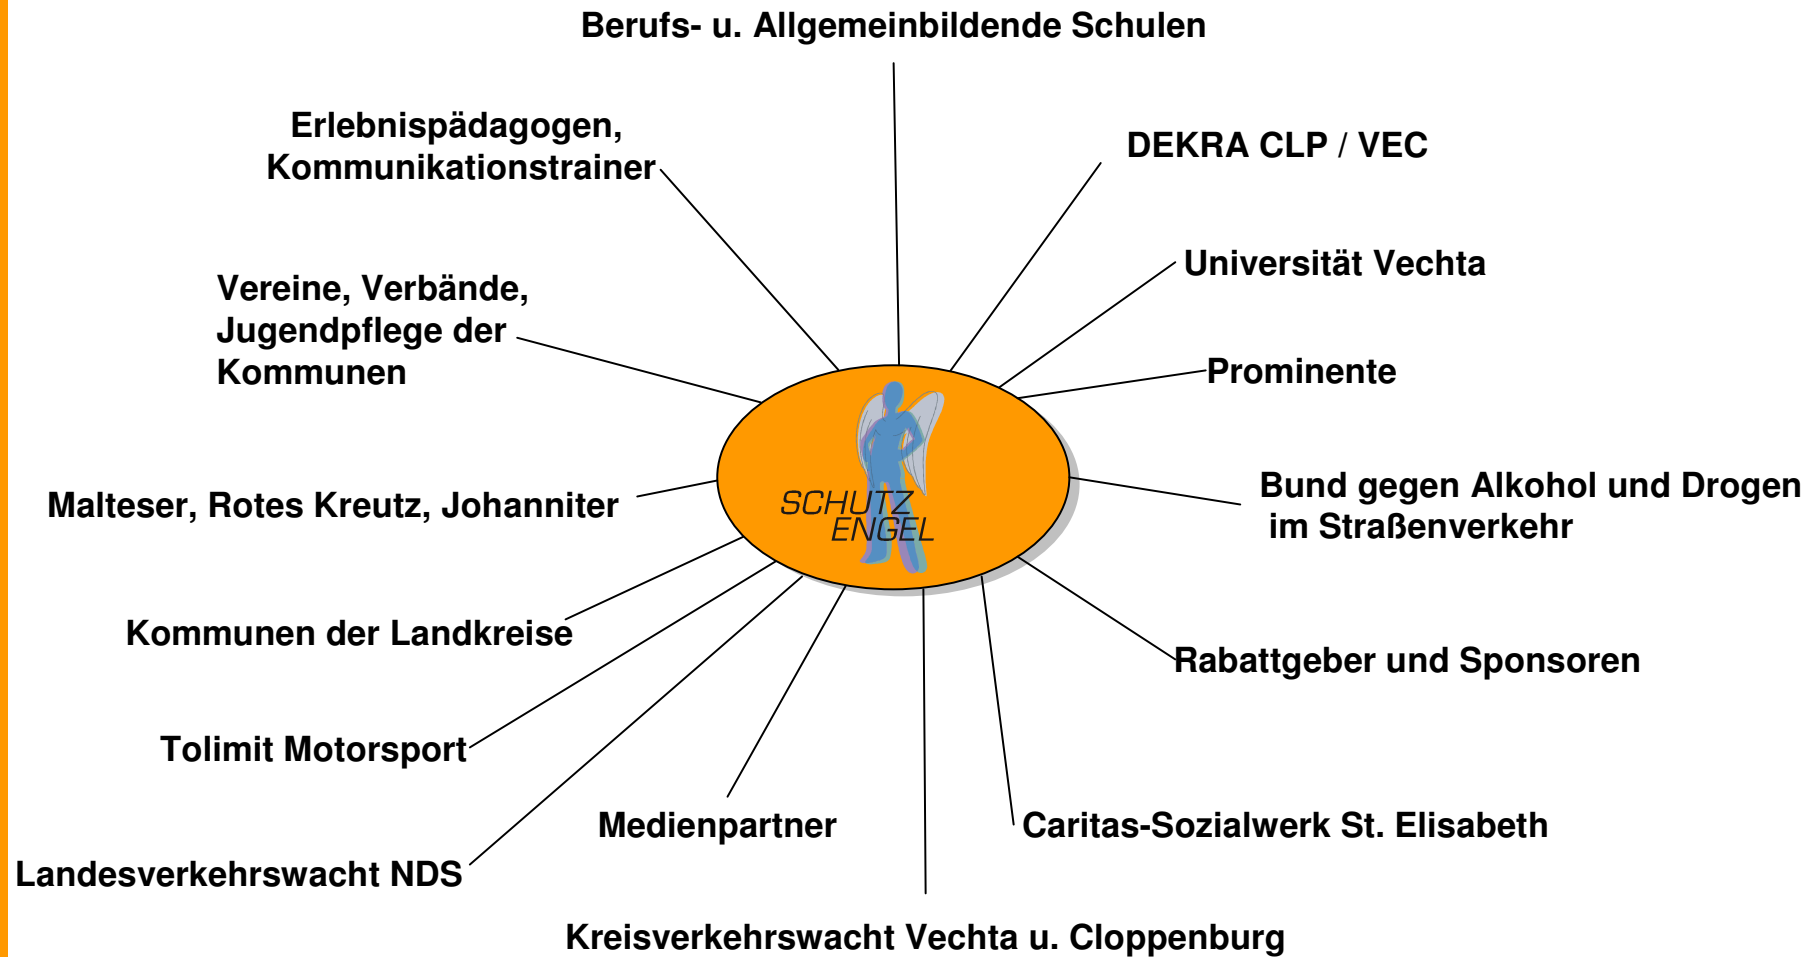 Berufs- u. Allgemeinbildende Schulen
Erlebnispädagogen,
Kommunikationstrainer
DEKRA CLP / VEC
Universität Vechta
Vereine, Verbände,
Jugendpflege der
Kommunen
Prominente
Malteser, Rotes Kreutz, Johanniter
SCHUTZ
ENGEL
Bund gegen Alkohol und Drogen
im Straßenverkehr
Kommunen der Landkreise
Rabattgeber und Sponsoren
Tolimit Motorsport
Medienpartner
Caritas-Sozialwerk St. Elisabeth
Landesverkehrswacht NDS
Kreisverkehrswacht Vechta u. Cloppenburg